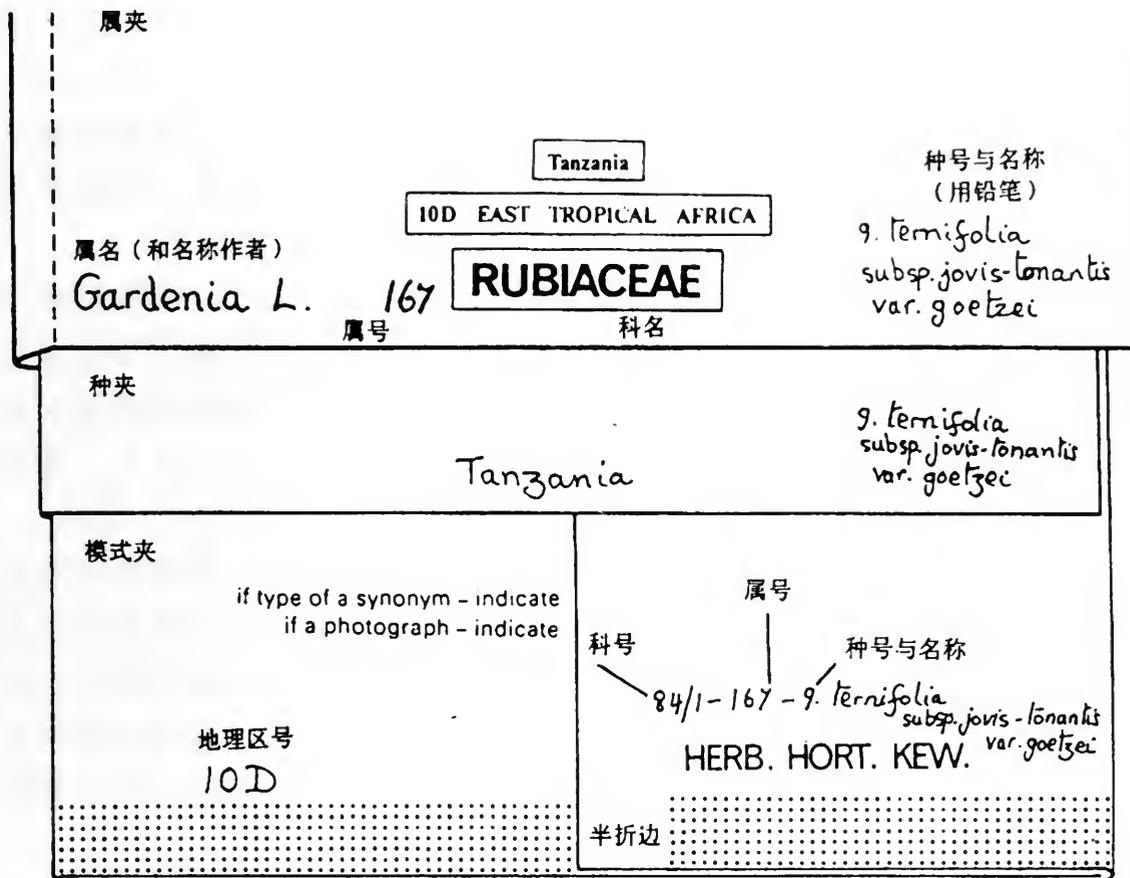 属夹
Tanzania
10D EAST TROPICAL AFRICA
RUBIACEAE
科名
属名（和名称作者）
Gardenia L. 167
属号
种号与名称
（用铅笔）
9. ternifolia
subsp. jovis-tonantis
var. goetzei
种夹
Tanzania
9. ternifolia
subsp. jovis-tonantis
var. goetzei
模式夹
if type of a synonym – indicate
if a photograph – indicate
地理区号
10D
属号
科号
种号与名称
84/1 – 167 – 9. ternifolia
subsp. jovis-tonantis
var. goetzei
HERB. HORT. KEW.
半折边